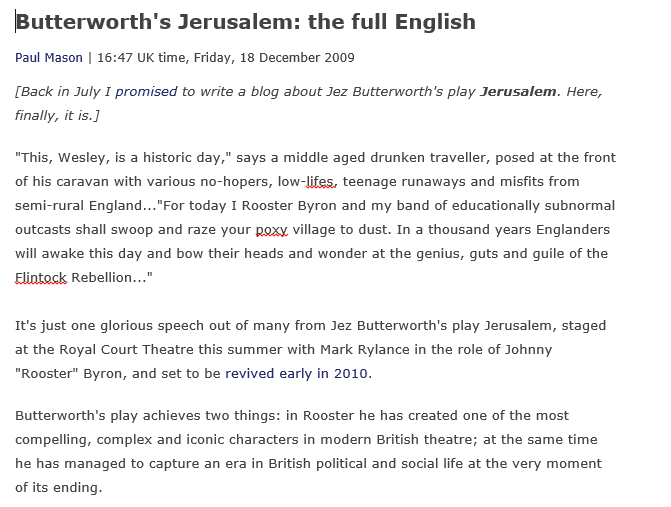 Butterworth's Jerusalem: the full English
Paul Mason | 16:47 UK time, Friday, 18 December 2009
[Back in July I promised to write a blog about Jez Butterworth's play Jerusalem. Here,
finally, it is.]
"This, Wesley, is a historic day," says a middle aged drunken traveller, posed at the front
of his caravan with various no-hopers, low-lifes, teenage runaways and misfits from
semi-rural England..."For today I Rooster Byron and my band of educationally subnormal
outcasts shall swoop and raze your poxy village to dust. In a thousand years Englanders
will awake this day and bow their heads and wonder at the genius, guts and guile of the
Flintock Rebellion..."
It's just one glorious speech out of many from Jez Butterworth's play Jerusalem, staged
at the Royal Court Theatre this summer with Mark Rylance in the role of Johnny
"Rooster" Byron, and set to be revived early in 2010.
Butterworth's play achieves two things: in Rooster he has created one of the most
compelling, complex and iconic characters in modern British theatre; at the same time
he has managed to capture an era in British political and social life at the very moment
of its ending.